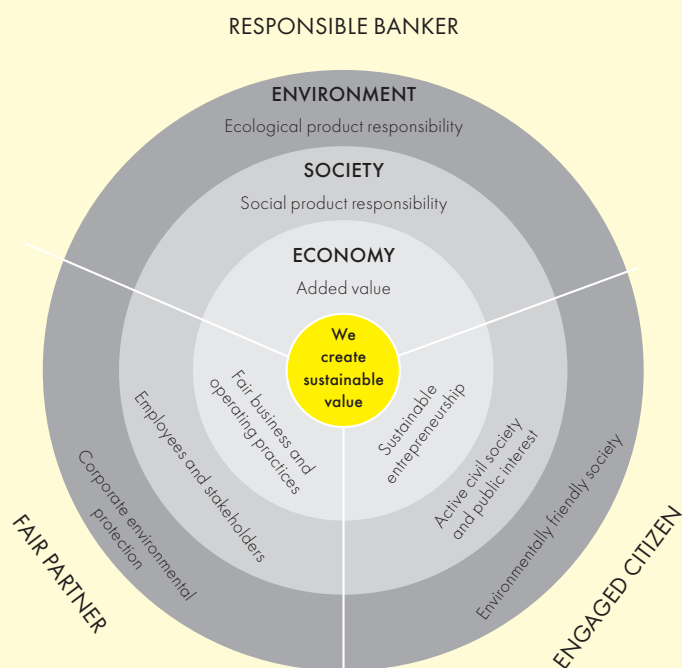 RESPONSIBLE BANKER
ENVIRONMENT
Ecological product responsibility
SOCIETY
Social product responsibility
ECONOMY
Added value
We
create
sustainable
value
Fair business and
operating practices
Employees and stakeholders
Corporate environmental
protection
FAIR PARTNER
Sustainable
entrepreneurship
Active civil society
and public interest
Environmentally friendly society
ENGAGED CITIZEN